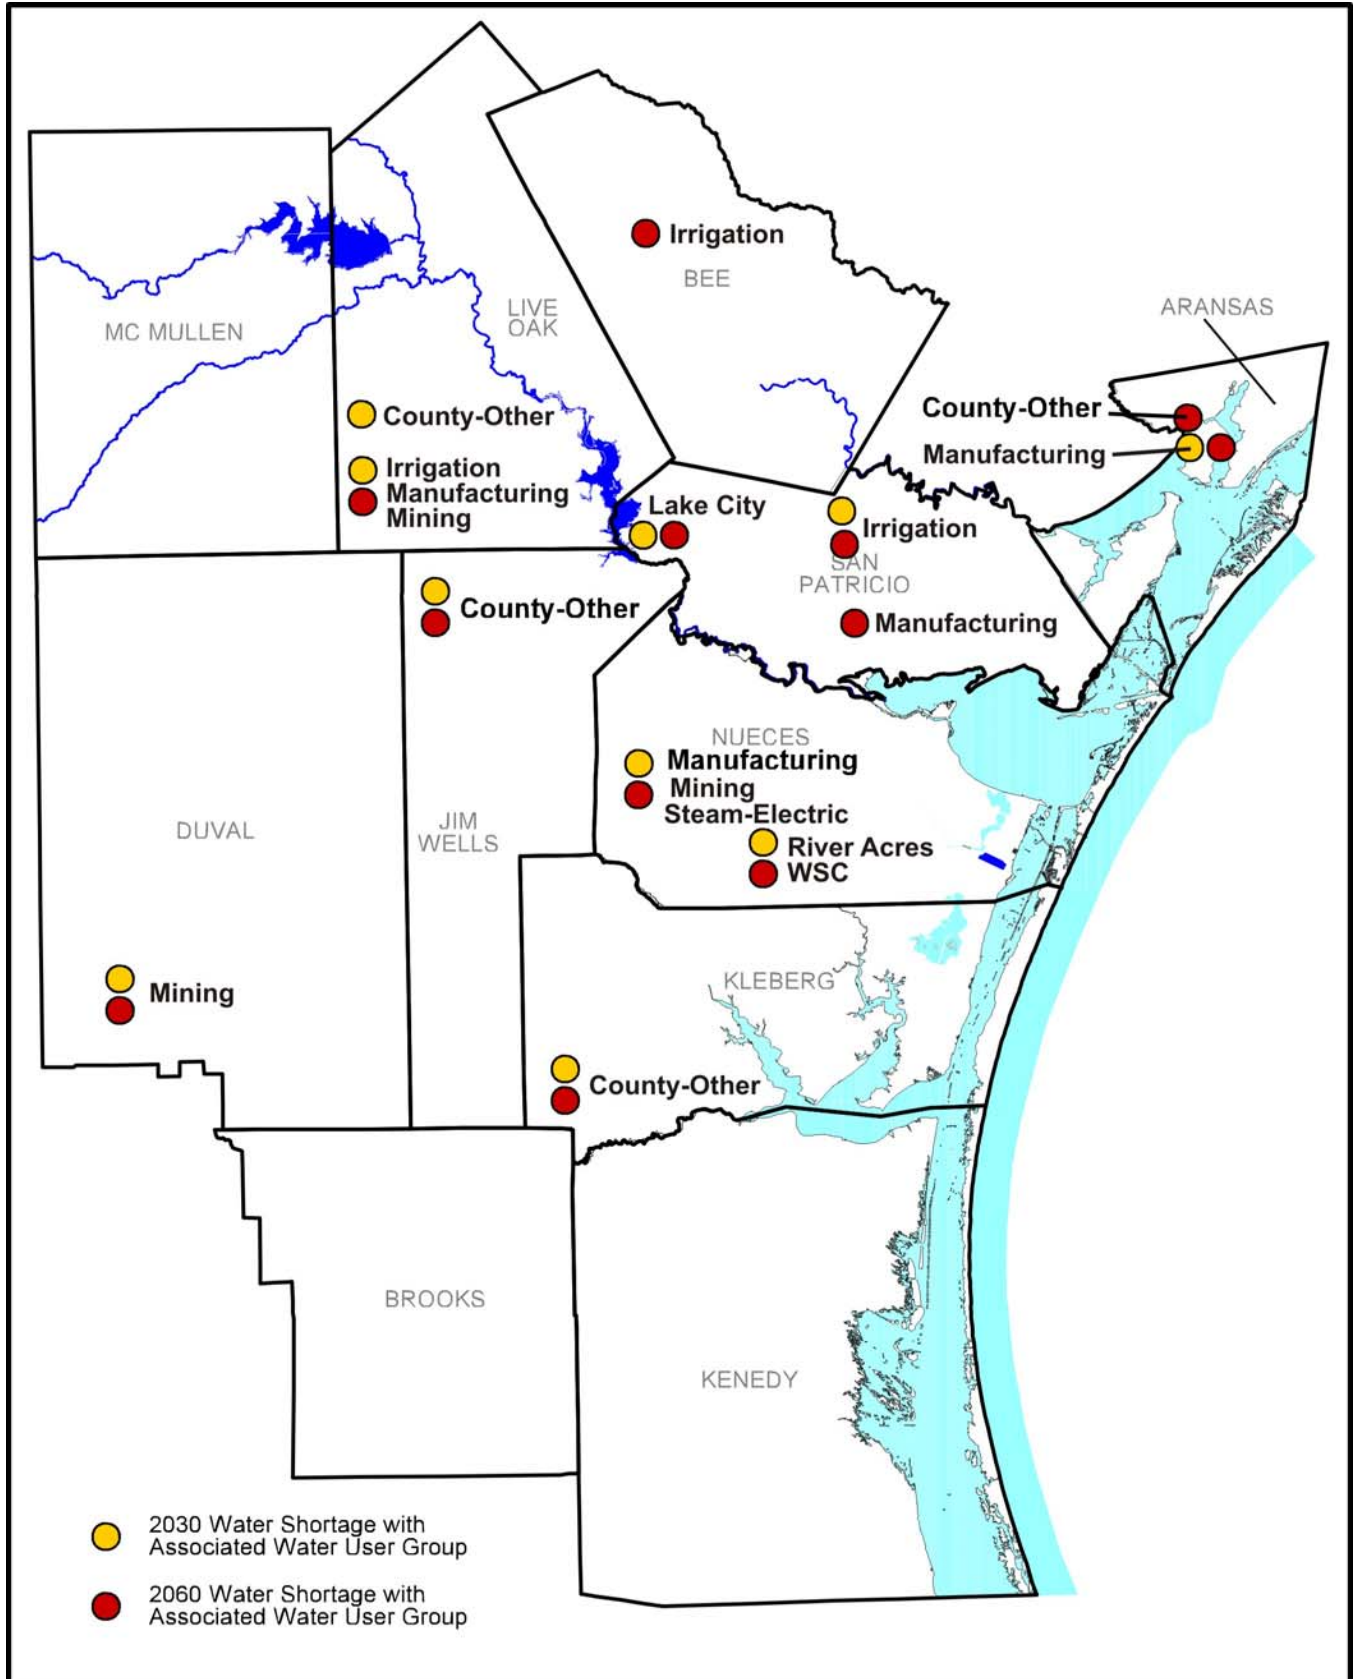 Irrigation
BEE
LIVE
OAK
MC MULLEN
ARANSAS
County-Other
Manufacturing
County-Other
Irrigation
Manufacturing
Mining
Lake City
Irrigation
SAN
PATRICIO
Manufacturing
County-Other
NUECES
Manufacturing
Mining
Steam-Electric
River Acres
WSC
DUVAL
JIM
WELLS
Mining
KLEBERG
County-Other
BROOKS
KENEDY
2030 Water Shortage with
Associated Water User Group
2060 Water Shortage with
Associated Water User Group